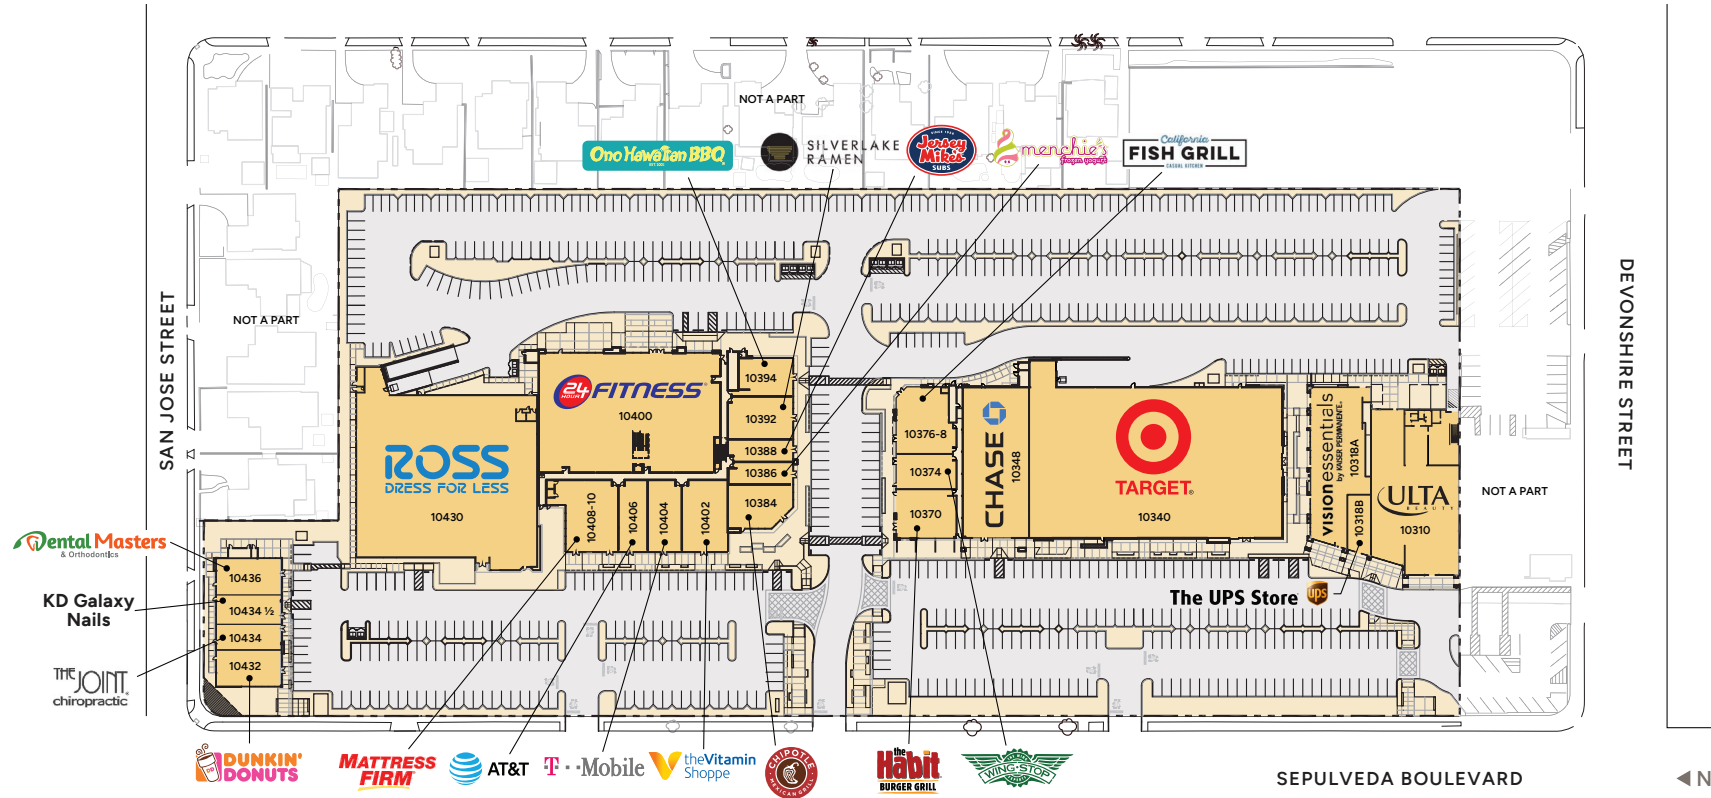 NOT A PART
Ono Hawaiian BBQ
SILVERLAKE
RAMEN
SINCE 1956
Jersey
Mike's
SUBS
menchie's
frozen yogurt
California
FISH GRILL
CASUAL KITCHEN
SAN JOSE STREET
NOT A PART
DEVONSHIRE STREET
NOT A PART
ROSS
DRESS FOR LESS
10430
24
HOUR
FITNESS
10400
10394
10392
10388
10386
10384
10408-10
10406
10404
10402
10376-8
10374
10370
CHASE
10348
TARGET
10340
visionessentials
by KAISER PERMANENTE.
10318A
10318B
ULTA
BEAUTY
10310
Dental Masters
& Orthodontics
KD Galaxy
Nails
THE
JOINT
chiropractic
10436
10434 ½
10434
10432
The UPS Store
ups
DUNKIN'
DONUTS
MATTRESS
FIRM
AT&T
T··Mobile
theVitamin
Shoppe
CHIPOTLE
MEXICAN GRILL
the
Habit
BURGER GRILL
WING·STOP
SEPULVEDA BOULEVARD
N